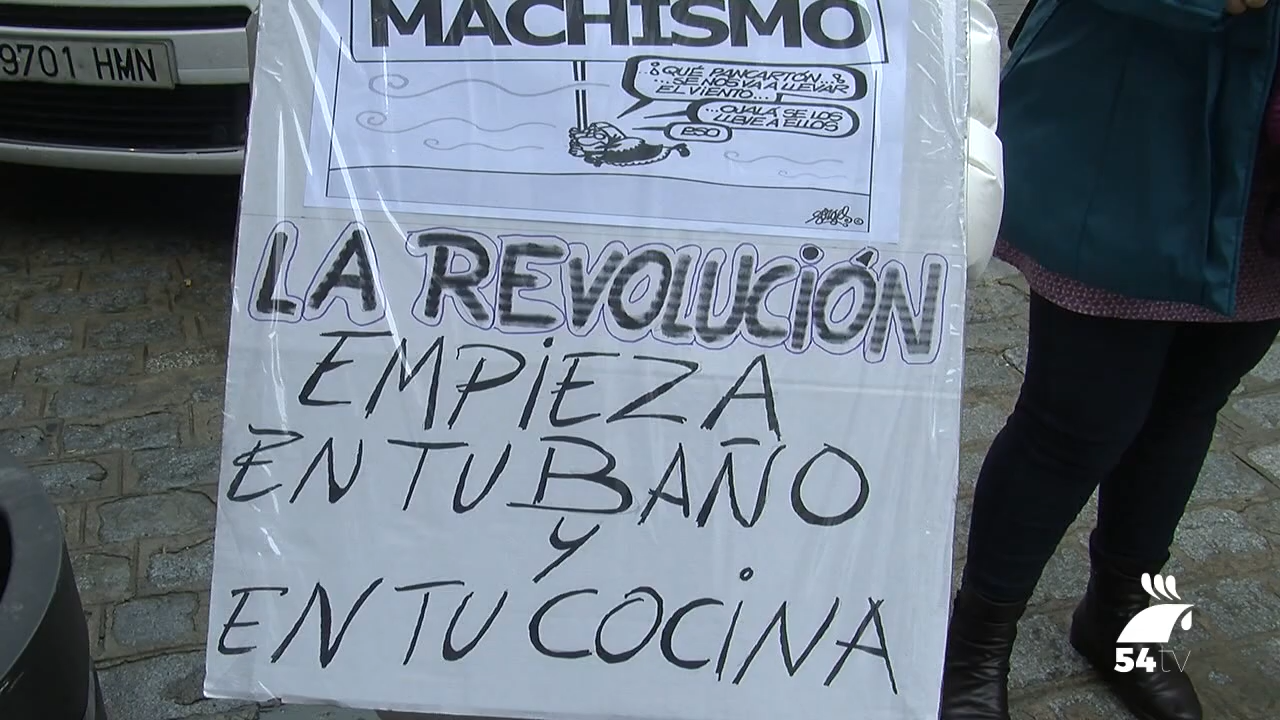 9701 HMN
MACHISMO
¿QUÉ PANCARTÓN...
...SE NOS VA A LLEVAR
EL VIENTO...
...OJALÁ SE LOS
LLEVE A ELLOS
ESO
LA REVOLUCIÓN
EMPIEZA
EN TU BAÑO
Y
EN TU COCINA
54tv